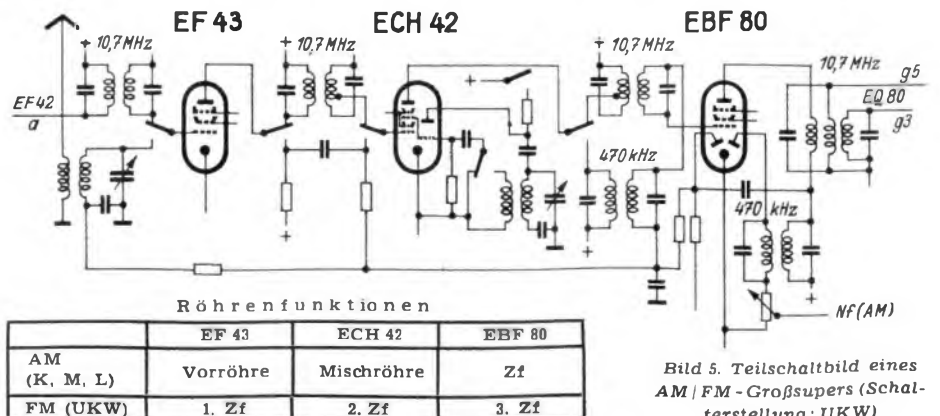 EF 43 ECH 42 EBF 80
+ 10,7 MHz + 10,7 MHz + 10,7 MHz
10,7 MHz
g5
EF42
a
EQ 80
g3
+
470 kHz
470 kHz
+
+
+
Nf (AM)
Röhrenfunktionen
EF 43 ECH 42 EBF 80
AM
(K, M, L) Vorröhre Mischröhre Zf
FM (UKW) 1. Zf 2. Zf 3. Zf
Bild 5. Teilschaltbild eines
AM / FM - Großsupers (Schal-
terstellung: UKW)